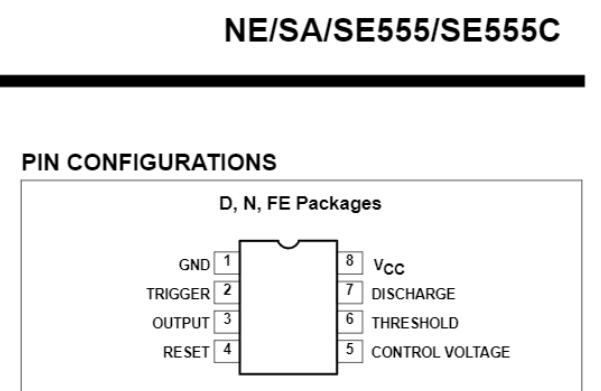 NE/SA/SE555/SE555C
PIN CONFIGURATIONS
D, N, FE Packages
GND 1 8 VCC
TRIGGER 2 7 DISCHARGE
OUTPUT 3 6 THRESHOLD
RESET 4 5 CONTROL VOLTAGE